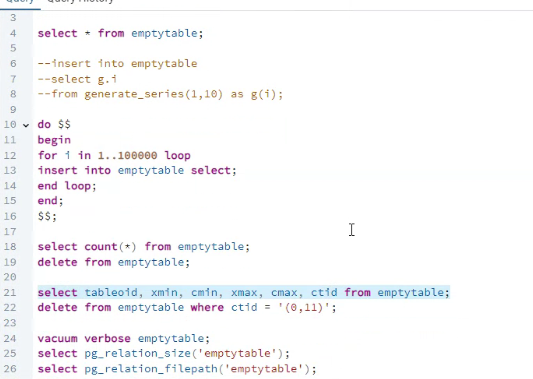 Query Query History
3
4 select * from emptytable;
5
6 --insert into emptytable
7 --select g.i
8 --from generate_series(1,10) as g(i);
9
10 do $$
11 begin
12 for i in 1..100000 loop
13 insert into emptytable select;
14 end loop;
15 end;
16 $$;
17
18 select count(*) from emptytable;
19 delete from emptytable;
20
21 select tableoid, xmin, cmin, xmax, cmax, ctid from emptytable;
22 delete from emptytable where ctid = '(0,11)';
23
24 vacuum verbose emptytable;
25 select pg_relation_size('emptytable');
26 select pg_relation_filepath('emptytable');